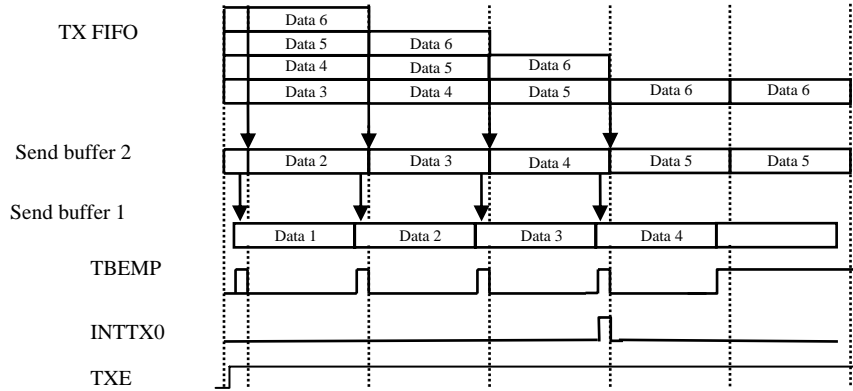 TX FIFO
Data 6
Data 5 Data 6
Data 4 Data 5 Data 6
Data 3 Data 4 Data 5 Data 6 Data 6
Send buffer 2
Data 2 Data 3 Data 4 Data 5 Data 5
Send buffer 1
Data 1 Data 2 Data 3 Data 4
TBEMP
INTTX0
TXE